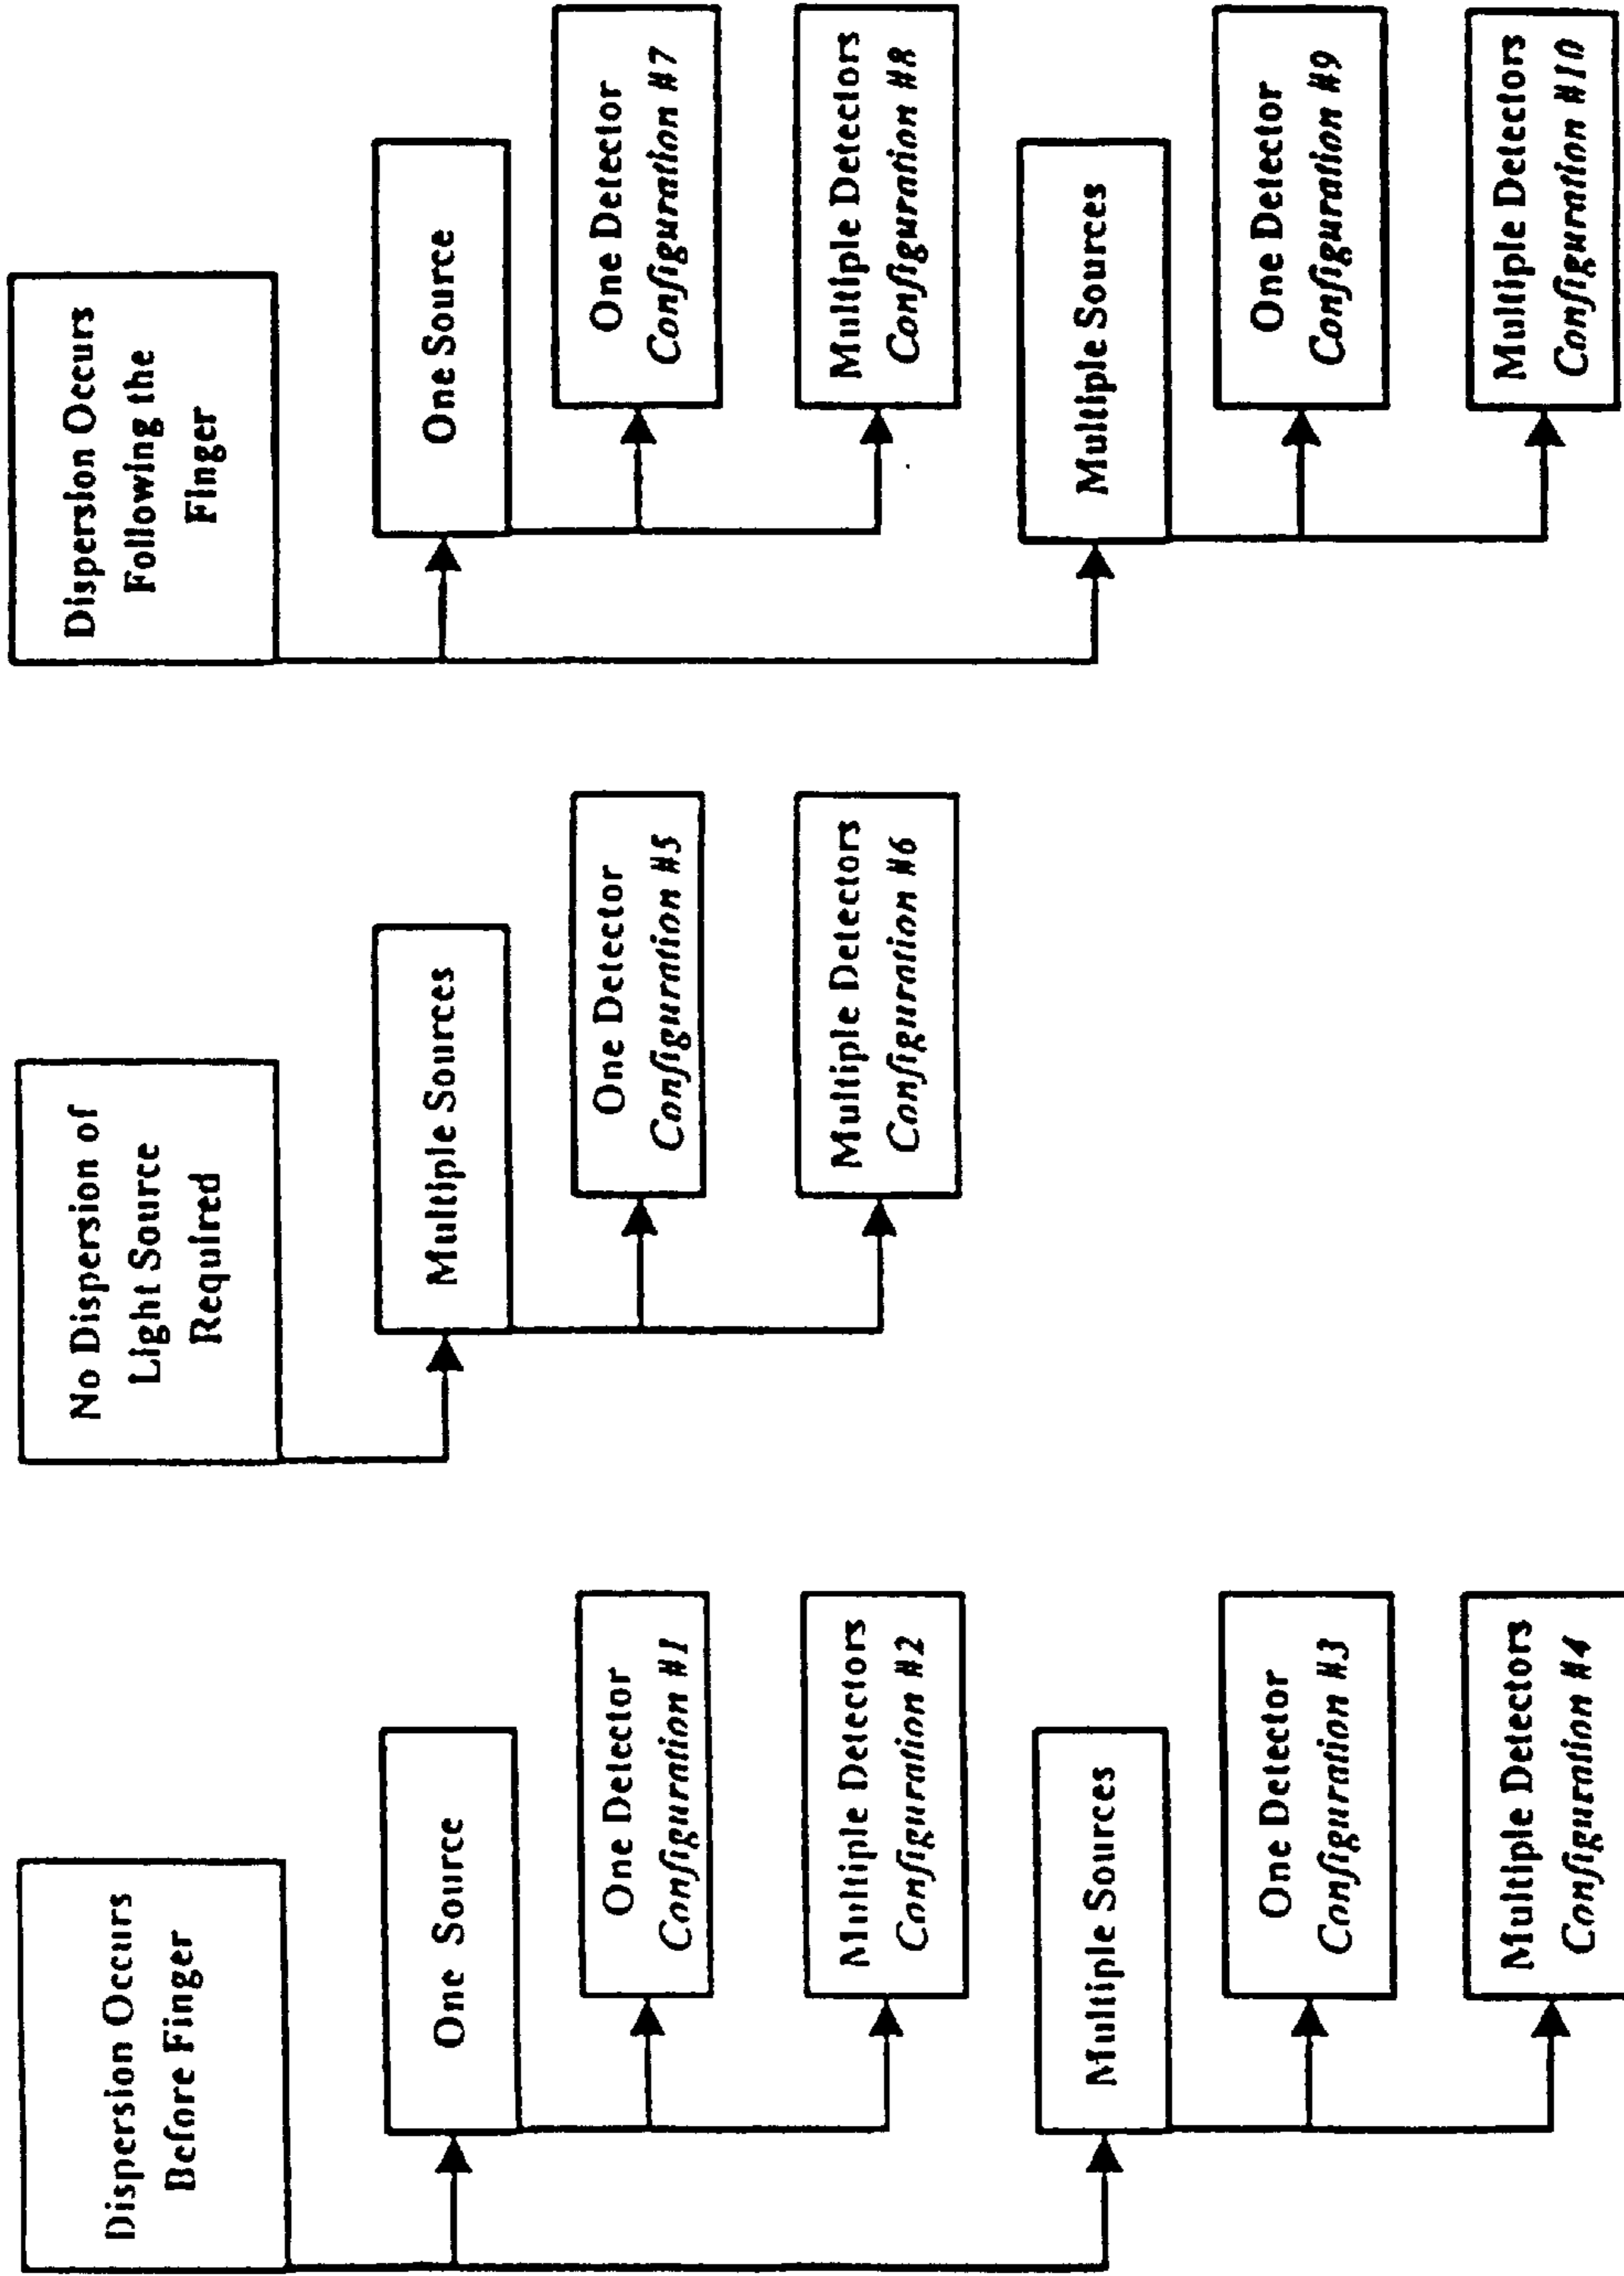 Dispersion Occurs
Before Finger
One Source
One Detector
Configuration #1
Multiple Detectors
Configuration #2
Multiple Sources
One Detector
Configuration #3
Multiple Detectors
Configuration #4
No Dispersion of
Light Source
Required
Multiple Sources
One Detector
Configuration #5
Multiple Detectors
Configuration #6
Dispersion Occurs
Following the
Finger
One Source
One Detector
Configuration #7
Multiple Detectors
Configuration #8
Multiple Sources
One Detector
Configuration #9
Multiple Detectors
Configuration #10